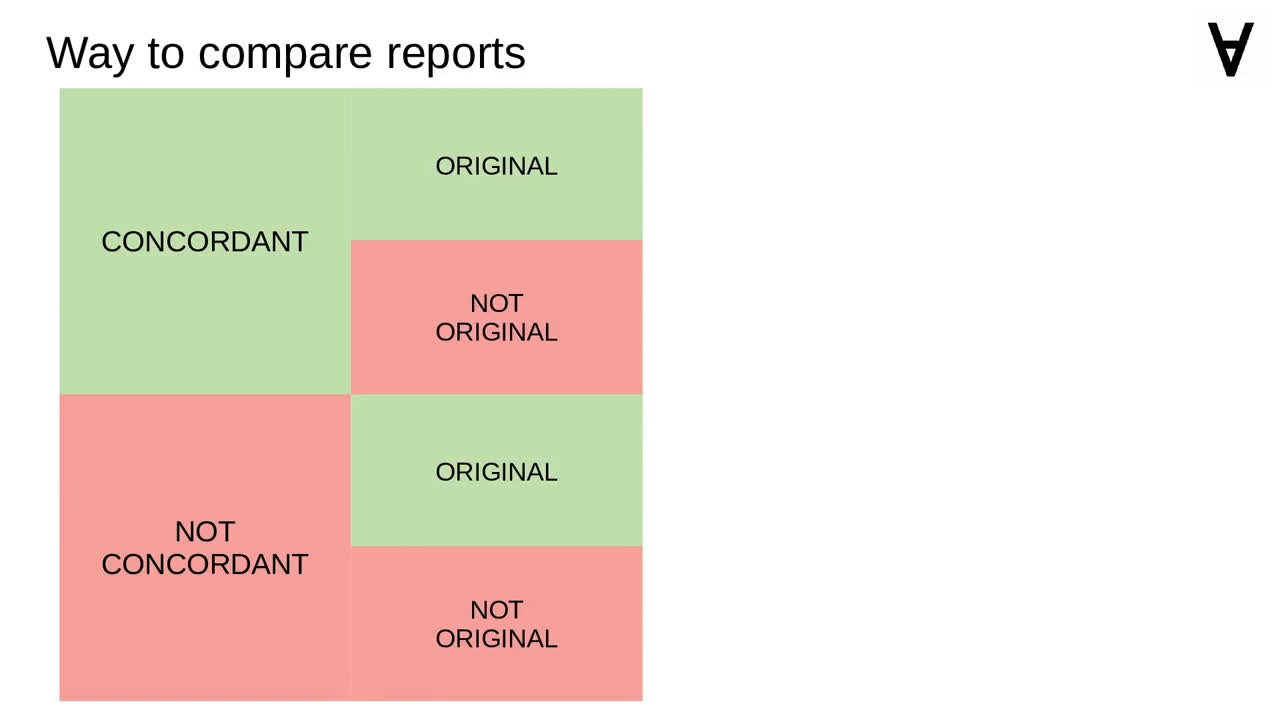 Way to compare reports
CONCORDANT
ORIGINAL
NOT
ORIGINAL
NOT
CONCORDANT
ORIGINAL
NOT
ORIGINAL